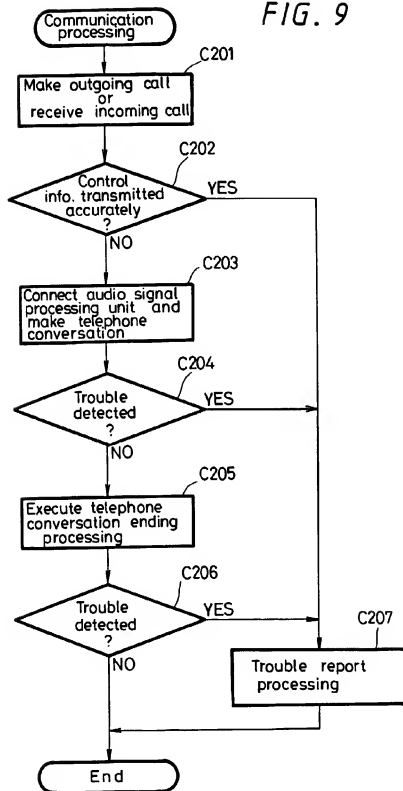 FIG. 9
Communication
processing
C201
Make outgoing call
or
receive incoming call
C202
Control
info. transmitted
accurately
?
YES
NO
C203
Connect audio signal
processing unit and
make telephone
conversation
C204
Trouble
detected
?
YES
NO
C205
Execute telephone
conversation ending
processing
C206
Trouble
detected
?
YES
NO
C207
Trouble report
processing
End